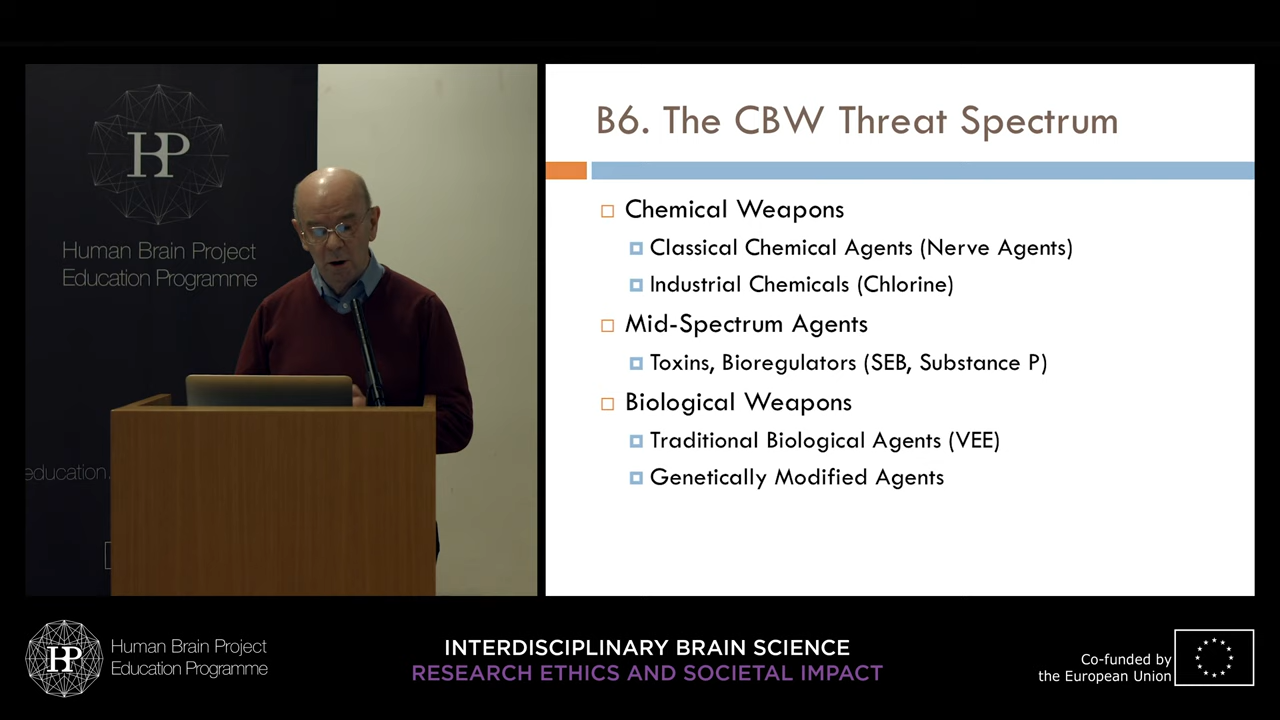 HP
Human Brain Project
Education Programme
education
B6. The CBW Threat Spectrum
Chemical Weapons
Classical Chemical Agents (Nerve Agents)
Industrial Chemicals (Chlorine)
Mid-Spectrum Agents
Toxins, Bioregulators (SEB, Substance P)
Biological Weapons
Traditional Biological Agents (VEE)
Genetically Modified Agents
HP
Human Brain Project
Education Programme
INTERDISCIPLINARY BRAIN SCIENCE
RESEARCH ETHICS AND SOCIETAL IMPACT
Co-funded by
the European Union